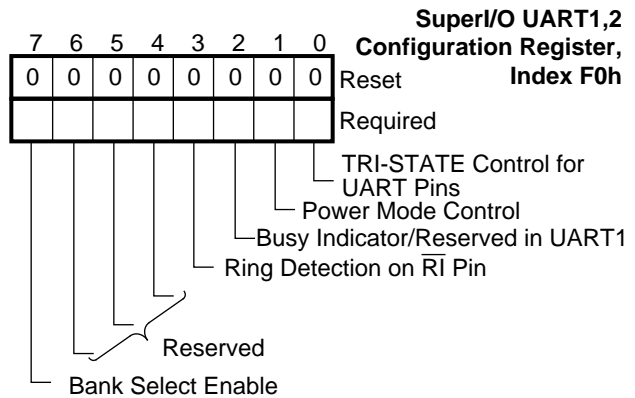 SuperI/O UART1,2
Configuration Register,
Index F0h
7 6 5 4 3 2 1 0
0 0 0 0 0 0 0 0 Reset
Required
TRI-STATE Control for
UART Pins
Power Mode Control
Busy Indicator/Reserved in UART1
Ring Detection on R̅I̅ Pin
Reserved
Bank Select Enable